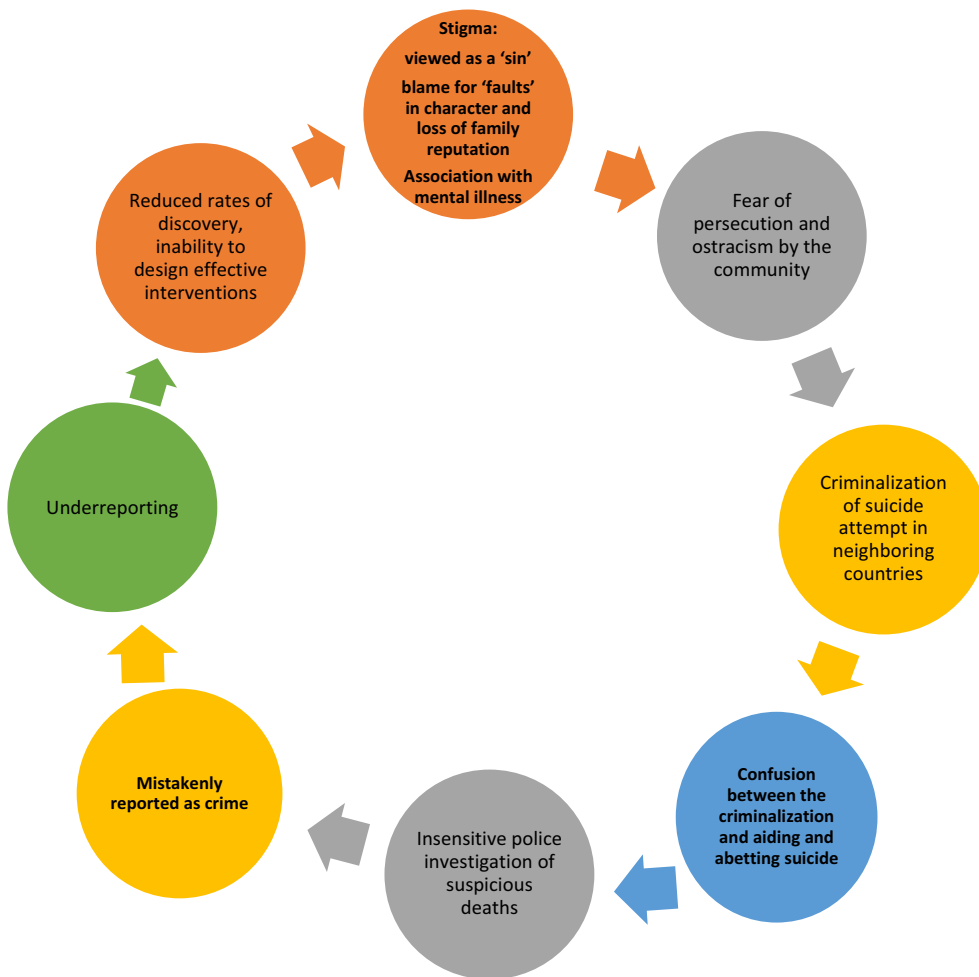 Stigma:
viewed as a ‘sin’
blame for ‘faults’
in character and
loss of family
reputation
Association with
mental illness
Fear of
persecution and
ostracism by the
community
Criminalization
of suicide
attempt in
neighboring
countries
Confusion
between the
criminalization
and aiding and
abetting suicide
Insensitive police
investigation of
suspicious
deaths
Mistakenly
reported as crime
Underreporting
Reduced rates of
discovery,
inability to
design effective
interventions